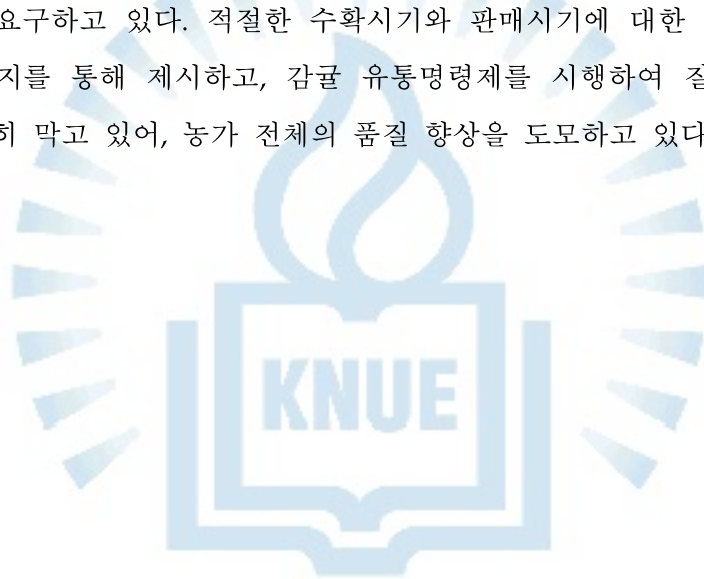 요구하고 있다. 적절한 수확시기와 판매시기에 대한
지를 통해 제시하고, 감귤 유통명령제를 시행하여 질
히 막고 있어, 농가 전체의 품질 향상을 도모하고 있다
KNUE